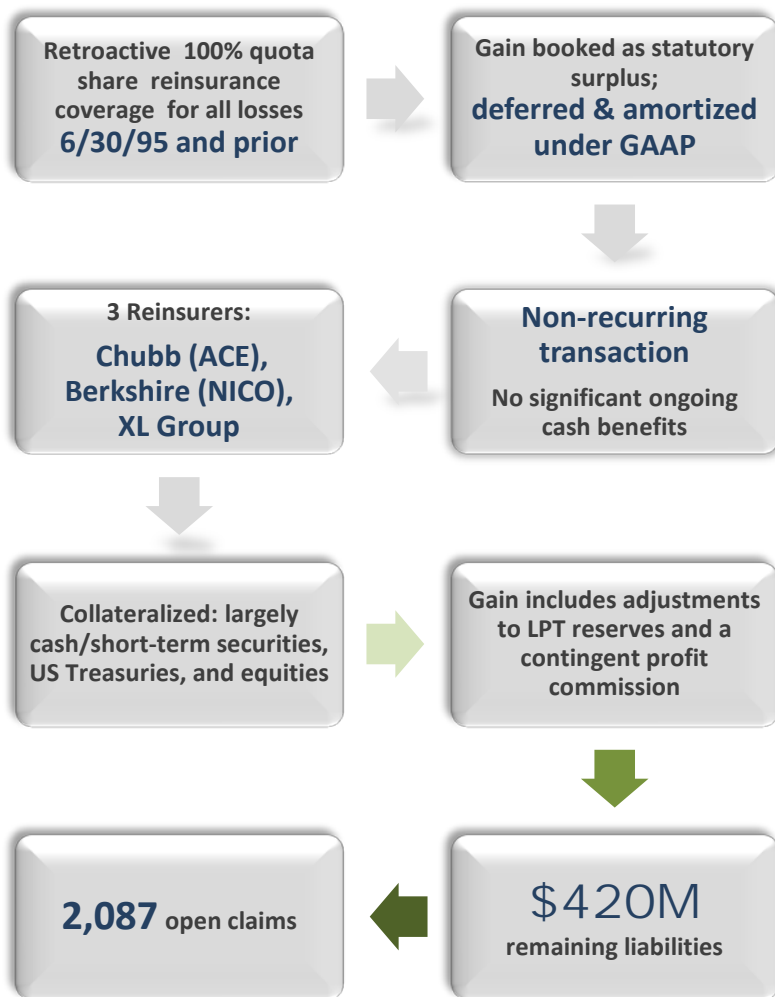 Retroactive 100% quota
share reinsurance
coverage for all losses
6/30/95 and prior
Gain booked as statutory
surplus;
deferred & amortized
under GAAP
Non-recurring
transaction
No significant ongoing
cash benefits
3 Reinsurers:
Chubb (ACE),
Berkshire (NICO),
XL Group
Collateralized: largely
cash/short-term securities,
US Treasuries, and equities
Gain includes adjustments
to LPT reserves and a
contingent profit
commission
$420M
remaining liabilities
2,087 open claims